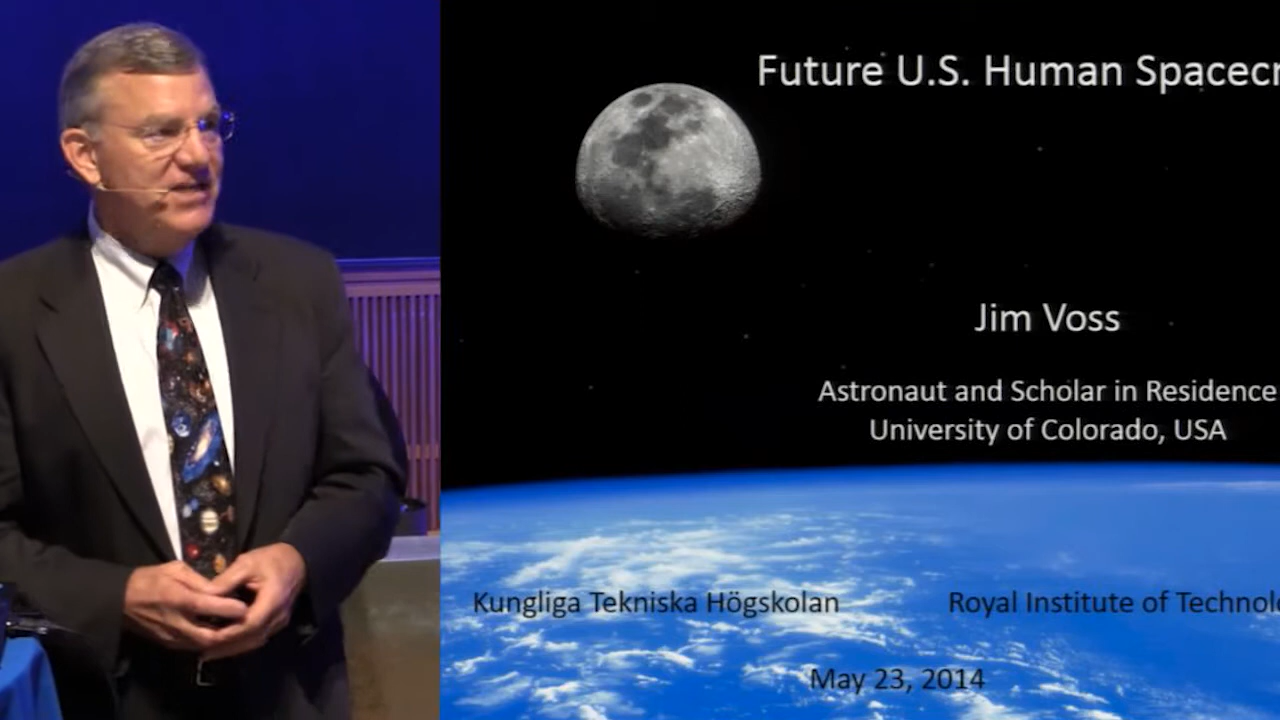 Future U.S. Human Spacecr
Jim Voss
Astronaut and Scholar in Residence
University of Colorado, USA
Kungliga Tekniska Högskolan
Royal Institute of Technolo
May 23, 2014